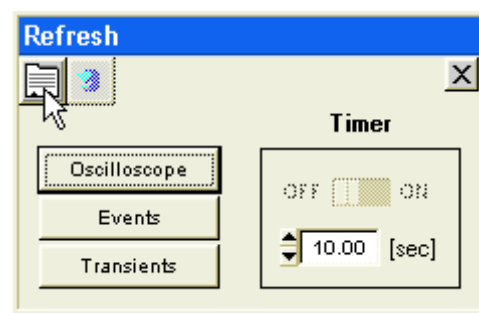 Refresh
Timer
Oscilloscope
OFF ON
Events
10.00 [sec]
Transients